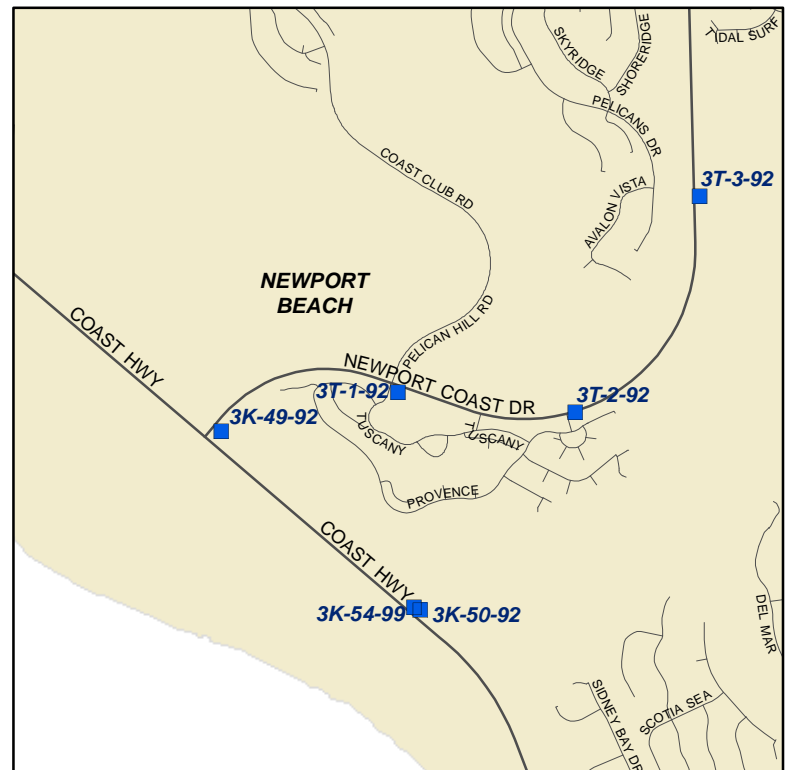 TIDAL SURF
SKYRIDGE
SHORERIDGE
PELICANS DR
COAST CLUB RD
3T-3-92
AVALON VISTA
NEWPORT
BEACH
COAST HWY
PELICAN HILL RD
NEWPORT COAST DR
3T-1-92
3T-2-92
3K-49-92
TUSCANY
TUSCANY
PROVENCE
COAST HWY
3K-54-99
3K-50-92
DEL MAR
SIDNEY BAY DR
SCOTIA SEA